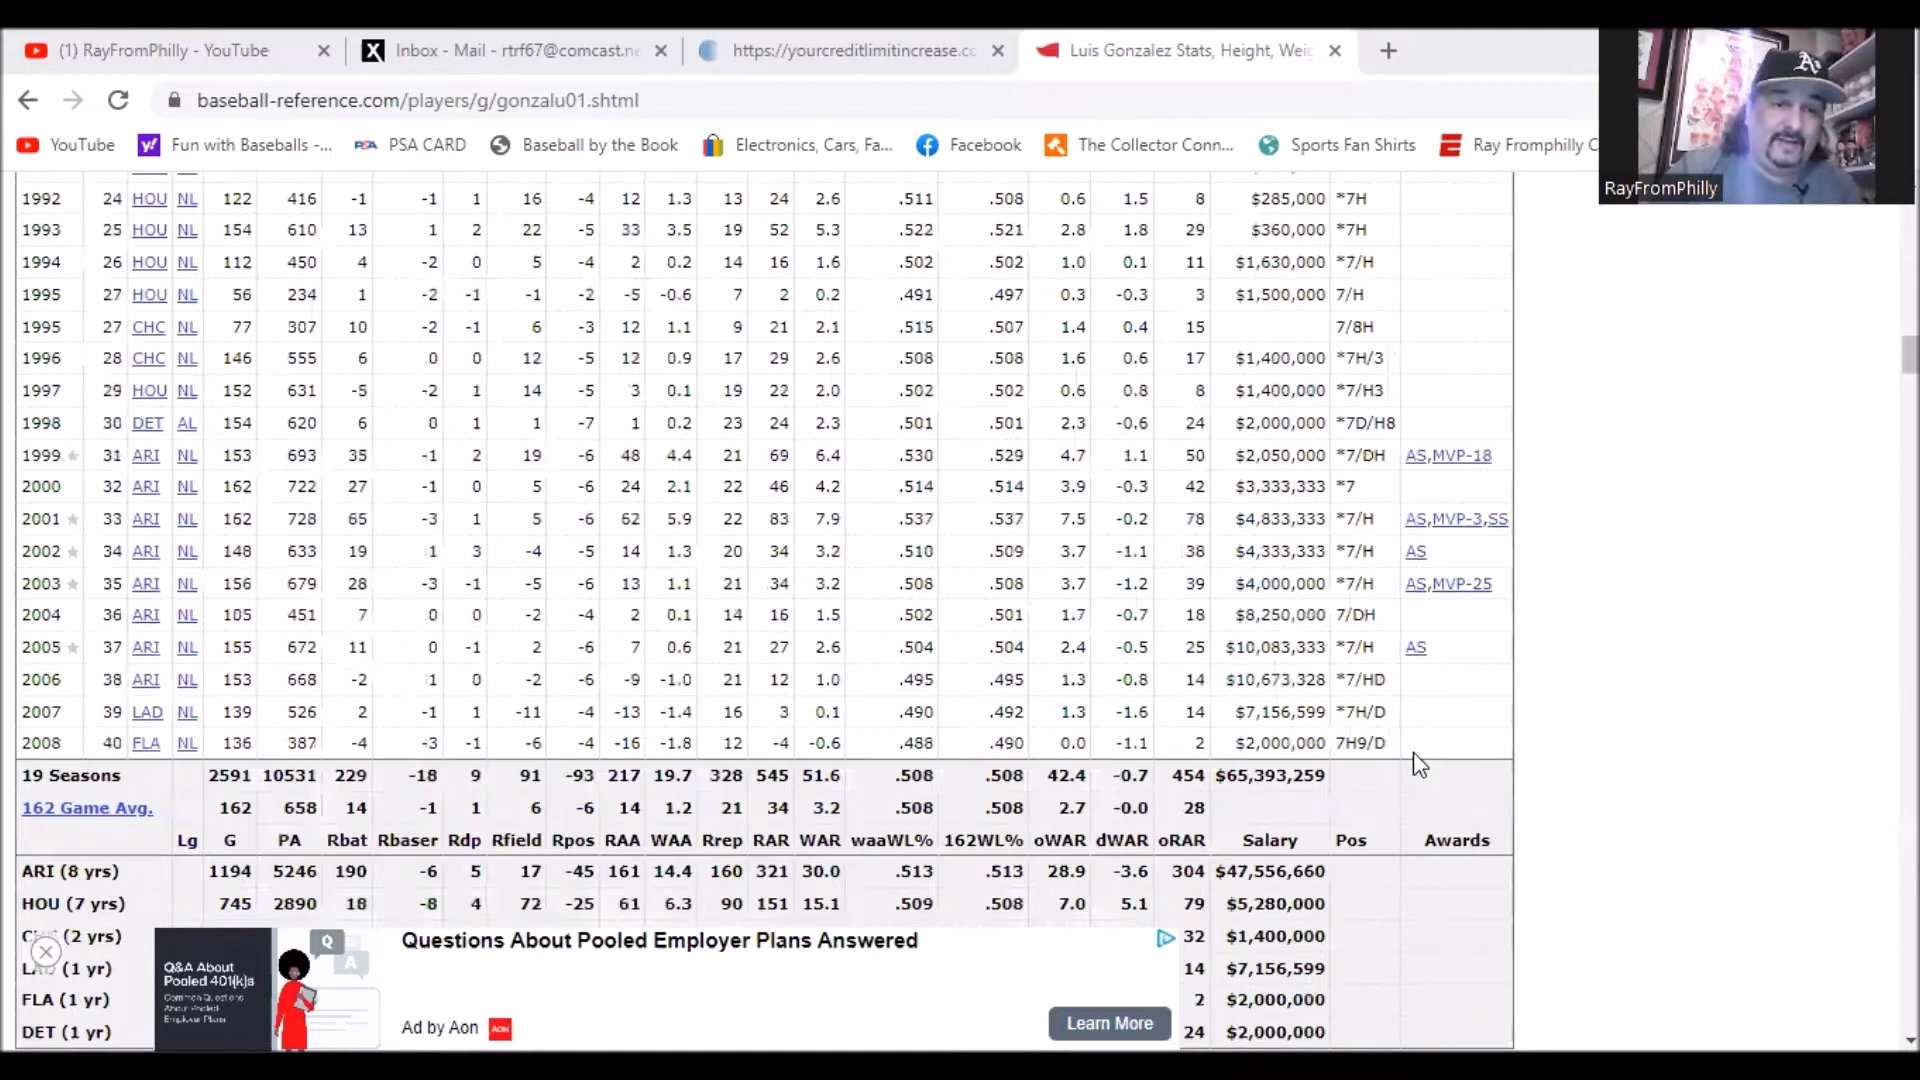 (1) RayFromPhilly - YouTube
Inbox - Mail - rtrf67@comcast.ne
https://yourcreditlimitincrease.co
Luis Gonzalez Stats, Height, Weig
baseball-reference.com/players/g/gonzalu01.shtml
YouTube Fun with Baseballs -... PSA CARD Baseball by the Book Electronics, Cars, Fa... Facebook The Collector Conn... Sports Fan Shirts Ray Fromphilly C
RayFromPhilly
1992 24 HOU NL 122 416 -1 -1 1 16 -4 12 1.3 13 24 2.6 .511 .508 0.6 1.5 8 $285,000 *7H
1993 25 HOU NL 154 610 13 1 2 22 -5 33 3.5 19 52 5.3 .522 .521 2.8 1.8 29 $360,000 *7H
1994 26 HOU NL 112 450 4 -2 0 5 -4 2 0.2 14 16 1.6 .502 .502 1.0 0.1 11 $1,630,000 *7/H
1995 27 HOU NL 56 234 1 -2 -1 -1 -2 -5 -0.6 7 2 0.2 .491 .497 0.3 -0.3 3 $1,500,000 7/H
1995 27 CHC NL 77 307 10 -2 -1 6 -3 12 1.1 9 21 2.1 .515 .507 1.4 0.4 15 7/8H
1996 28 CHC NL 146 555 6 0 0 12 -5 12 0.9 17 29 2.6 .508 .508 1.6 0.6 17 $1,400,000 *7H/3
1997 29 HOU NL 152 631 -5 -2 1 14 -5 3 0.1 19 22 2.0 .502 .502 0.6 0.8 8 $1,400,000 *7/H3
1998 30 DET AL 154 620 6 0 1 1 -7 1 0.2 23 24 2.3 .501 .501 2.3 -0.6 24 $2,000,000 *7D/H8
1999 31 ARI NL 153 693 35 -1 2 19 -6 48 4.4 21 69 6.4 .530 .529 4.7 1.1 50 $2,050,000 *7/DH AS,MVP-18
2000 32 ARI NL 162 722 27 -1 0 5 -6 24 2.1 22 46 4.2 .514 .514 3.9 -0.3 42 $3,333,333 *7
2001 33 ARI NL 162 728 65 -3 1 5 -6 62 5.9 22 83 7.9 .537 .537 7.5 -0.2 78 $4,833,333 *7/H AS,MVP-3,SS
2002 34 ARI NL 148 633 19 1 3 -4 -5 14 1.3 20 34 3.2 .510 .509 3.7 -1.1 38 $4,333,333 *7/H AS
2003 35 ARI NL 156 679 28 -3 -1 -5 -6 13 1.1 21 34 3.2 .508 .508 3.7 -1.2 39 $4,000,000 *7/H AS,MVP-25
2004 36 ARI NL 105 451 7 0 0 -2 -4 2 0.1 14 16 1.5 .502 .501 1.7 -0.7 18 $8,250,000 7/DH
2005 37 ARI NL 155 672 11 0 -1 2 -6 7 0.6 21 27 2.6 .504 .504 2.4 -0.5 25 $10,083,333 *7/H AS
2006 38 ARI NL 153 668 -2 1 0 -2 -6 -9 -1.0 21 12 1.0 .495 .495 1.3 -0.8 14 $10,673,328 *7/HD
2007 39 LAD NL 139 526 2 -1 1 -11 -4 -13 -1.4 16 3 0.1 .490 .492 1.3 -1.6 14 $7,156,599 *7H/D
2008 40 FLA NL 136 387 -4 -3 -1 -6 -4 -16 -1.8 12 -4 -0.6 .488 .490 0.0 -1.1 2 $2,000,000 7H9/D
19 Seasons 2591 10531 229 -18 9 91 -93 217 19.7 328 545 51.6 .508 .508 42.4 -0.7 454 $65,393,259
162 Game Avg. 162 658 14 -1 1 6 -6 14 1.2 21 34 3.2 .508 .508 2.7 -0.0 28
Lg G PA Rbat Rbaser Rdp Rfield Rpos RAA WAA Rrep RAR WAR waaWL% 162WL% oWAR dWAR oRAR Salary Pos Awards
ARI (8 yrs) 1194 5246 190 -6 5 17 -45 161 14.4 160 321 30.0 .513 .513 28.9 -3.6 304 $47,556,660
HOU (7 yrs) 745 2890 18 -8 4 72 -25 61 6.3 90 151 15.1 .509 .508 7.0 5.1 79 $5,280,000
(2 yrs) 32 $1,400,000
(1 yr) 14 $7,156,599
FLA (1 yr) 2 $2,000,000
DET (1 yr) 24 $2,000,000
Q&A About
Pooled 401(k)s
Common Questions
About Pooled
Employer Plans
Q
A
Questions About Pooled Employer Plans Answered
Ad by Aon AON
Learn More